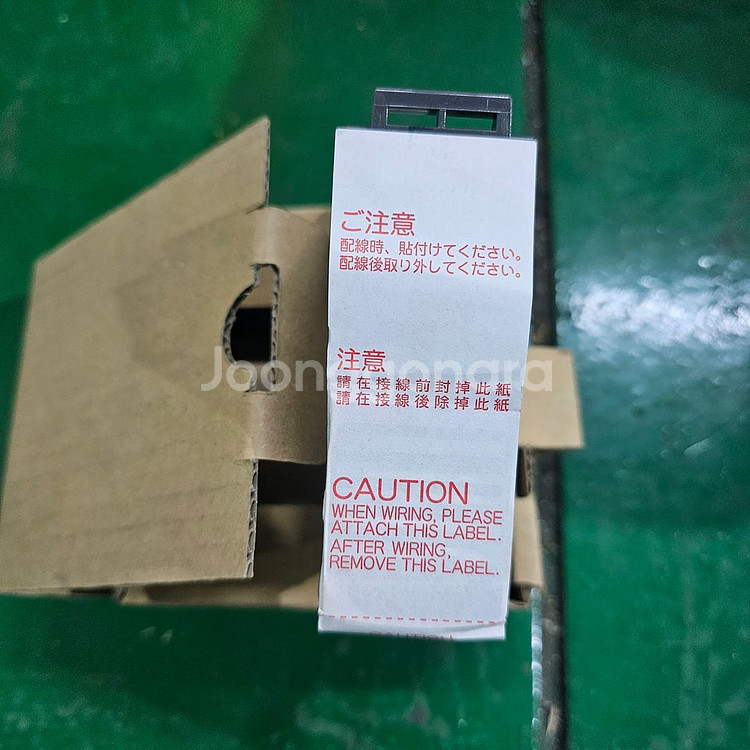 ご注意
配線時、貼付けてください。
配線後取り外してください。
注意
請在接線前封掉此紙
請在接線後除掉此紙
CAUTION
WHEN WIRING, PLEASE
ATTACH THIS LABEL.
AFTER WIRING,
REMOVE THIS LABEL.
Joongmongra